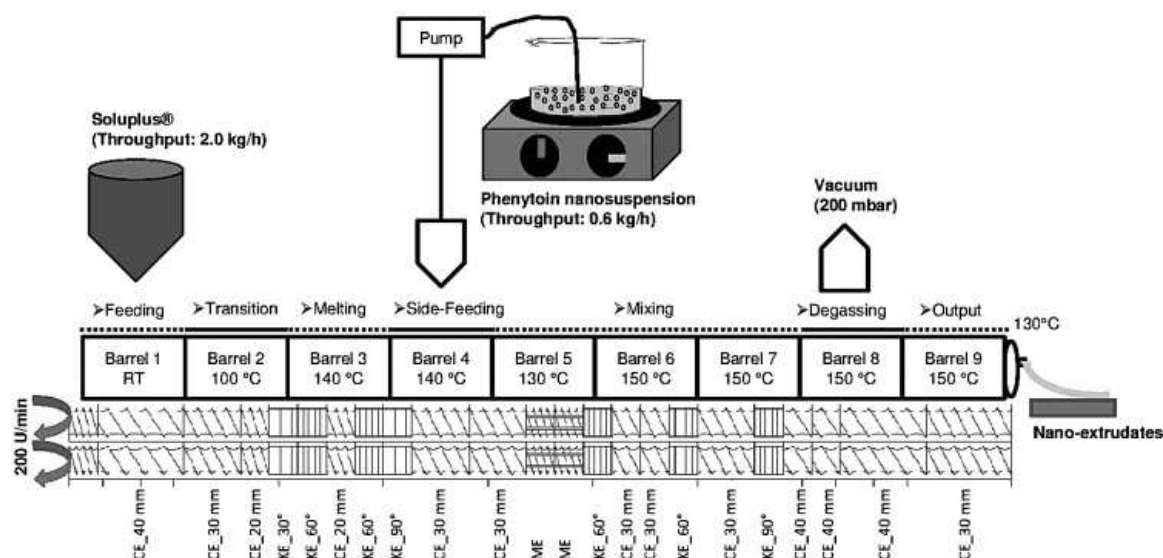 Pump
Soluplus®
(Throughput: 2.0 kg/h)
Phenytoin nanosuspension
(Throughput: 0.6 kg/h)
Vacuum
(200 mbar)
➢Feeding ➢Transition ➢Melting ➢Side-Feeding ➢Mixing ➢Degassing ➢Output
130°C
Barrel 1 Barrel 2 Barrel 3 Barrel 4 Barrel 5 Barrel 6 Barrel 7 Barrel 8 Barrel 9
RT 100 °C 140 °C 140 °C 130 °C 150 °C 150 °C 150 °C 150 °C
200 U/min
Nano-extrudates
CE_40 mm
CE_30 mm
CE_20 mm
KE_30°
KE_60°
CE_20 mm
KE_60°
KE_90°
CE_30 mm
CE_30 mm
ME
ME
KE_60°
CE_30 mm
CE_30 mm
KE_60°
CE_30 mm
KE_90°
CE_40 mm
CE_40 mm
CE_40 mm
CE_30 mm